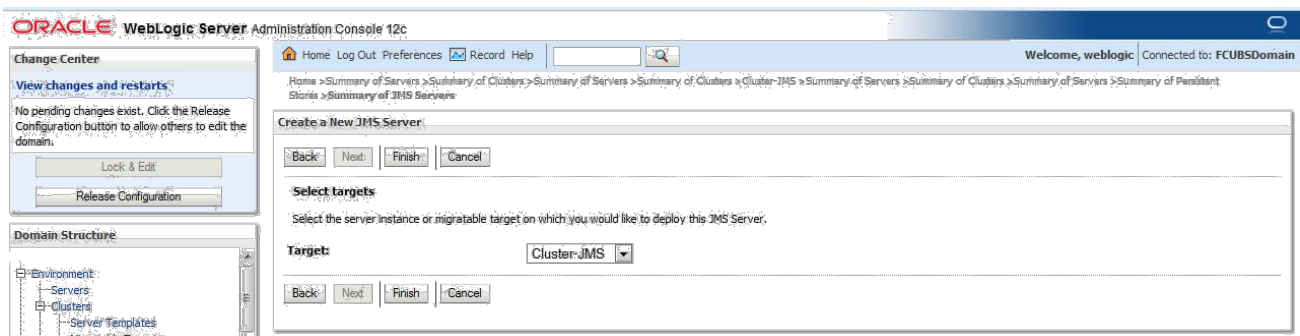 ORACLE WebLogic Server Administration Console 12c
Change Center
View changes and restarts
No pending changes exist. Click the Release
Configuration button to allow others to edit the
domain.
Lock & Edit
Release Configuration
Domain Structure
Environment
Servers
Clusters
Server Templates
Home Log Out Preferences Record Help
Welcome, weblogic Connected to: FCUBSDomain
Home >Summary of Servers >Summary of Clusters >Summary of Servers >Summary of Clusters >Cluster-JMS >Summary of Servers >Summary of Clusters >Summary of Servers >Summary of Persistent
Stores >Summary of JMS Servers
Create a New JMS Server
Back Next Finish Cancel
Select targets
Select the server instance or migratable target on which you would like to deploy this JMS Server.
Target: Cluster-JMS
Back Next Finish Cancel